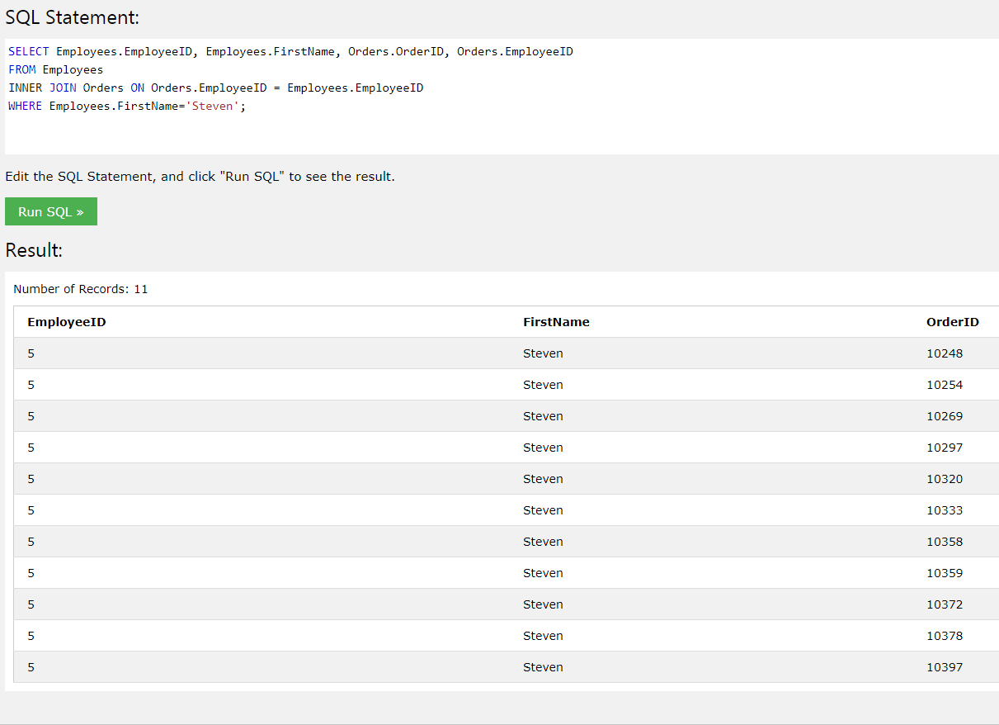 SQL Statement:
SELECT Employees.EmployeeID, Employees.FirstName, Orders.OrderID, Orders.EmployeeID
FROM Employees
INNER JOIN Orders ON Orders.EmployeeID = Employees.EmployeeID
WHERE Employees.FirstName='Steven';
Edit the SQL Statement, and click "Run SQL" to see the result.
Run SQL »
Result:
Number of Records: 11
EmployeeID FirstName OrderID
5 Steven 10248
5 Steven 10254
5 Steven 10269
5 Steven 10297
5 Steven 10320
5 Steven 10333
5 Steven 10358
5 Steven 10359
5 Steven 10372
5 Steven 10378
5 Steven 10397